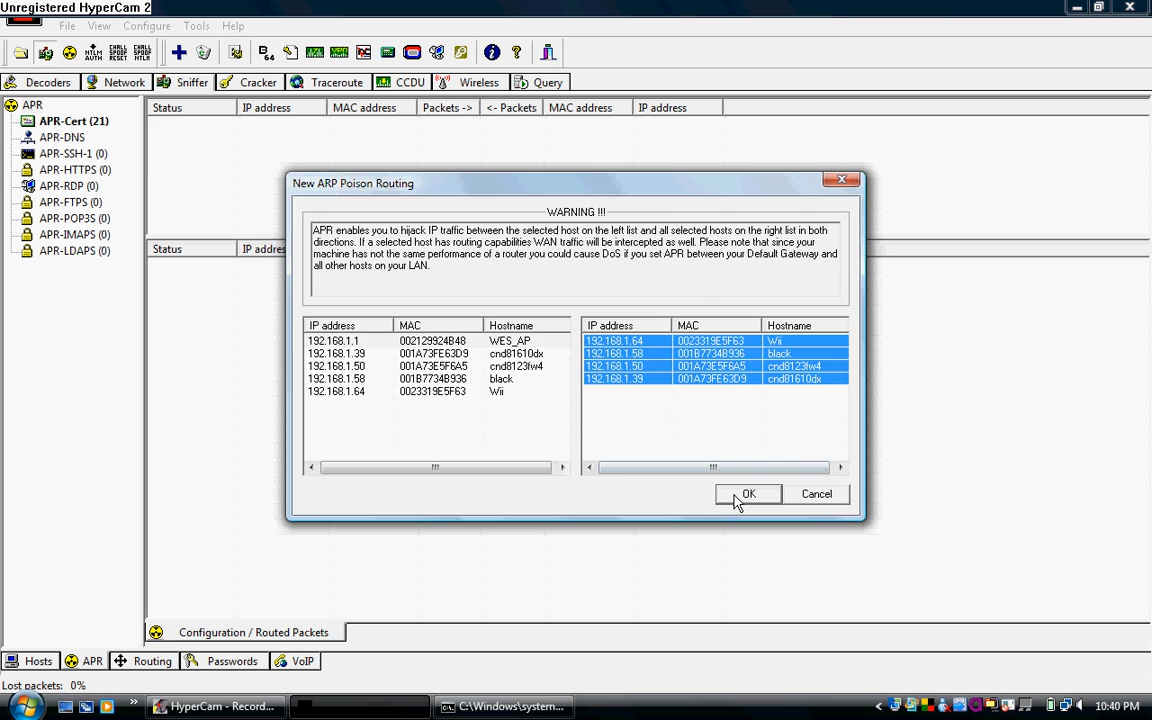 Unregistered HyperCam 2
File View Configure Tools Help
Decoders Network Sniffer Cracker Traceroute CCDU Wireless Query
APR
APR-Cert (21)
APR-DNS
APR-SSH-1 (0)
APR-HTTPS (0)
APR-RDP (0)
APR-FTPS (0)
APR-POP3S (0)
APR-IMAPS (0)
APR-LDAPS (0)
Status IP address MAC address Packets -> <- Packets MAC address IP address
Status IP addres
New ARP Poison Routing
WARNING !!!
APR enables you to hijack IP traffic between the selected host on the left list and all selected hosts on the right list in both
directions. If a selected host has routing capabilities WAN traffic will be intercepted as well. Please note that since your
machine has not the same performance of a router you could cause DoS if you set APR between your Default Gateway and
all other hosts on your LAN.
IP address MAC Hostname
192.168.1.1 002129924B48 WES_AP
192.168.1.39 001A73FE63D9 cnd81610dx
192.168.1.50 001A73E5F6A5 cnd8123fw4
192.168.1.58 001B7734B936 black
192.168.1.64 0023319E5F63 Wii
IP address MAC Hostname
192.168.1.64 0023319E5F63 Wii
192.168.1.58 001B7734B936 black
192.168.1.50 001A73E5F6A5 cnd8123fw4
192.168.1.39 001A73FE63D9 cnd81610dx
OK Cancel
Configuration / Routed Packets
Hosts APR Routing Passwords VoIP
Lost packets: 0%
HyperCam - Record... C:\Windows\system... 10:40 PM